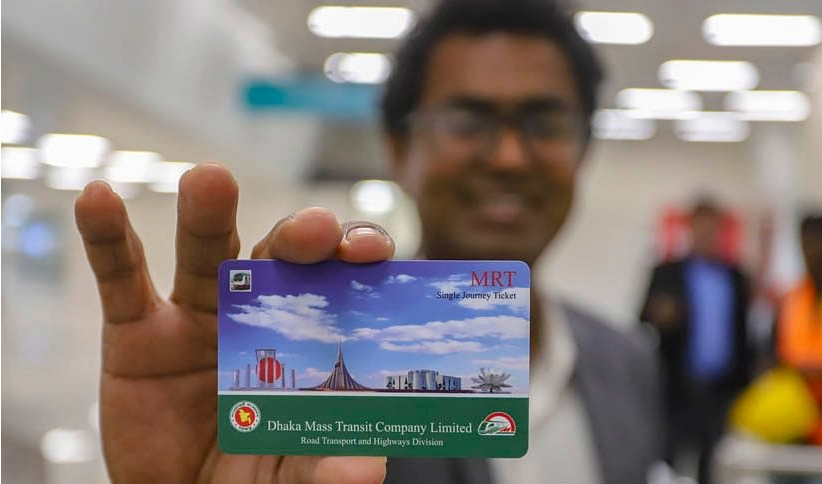 MRT
Single Journey Ticket
Dhaka Mass Transit Company Limited
Road Transport and Highways Division